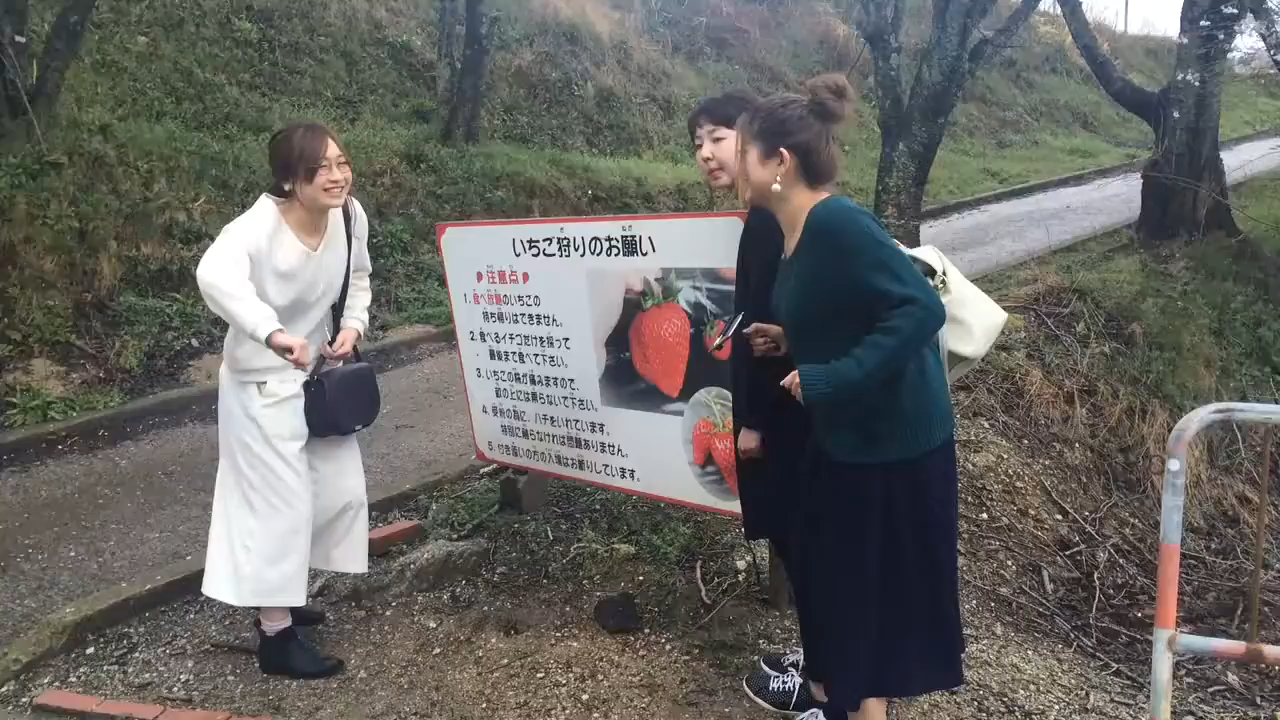 いちご狩りのお願い
注意点
1. 食べ放題のいちごの
持ち帰りはできません。
2. 食べるイチゴだけを採って
最後まで食べて下さい。
3. いちごの株が痛みますので、
畝の上には乗らないで下さい。
4. 受粉の為に、ハチをいれています。
特別に触らなければ問題ありません。
5. 付き添いの方の入場はお断りしています。